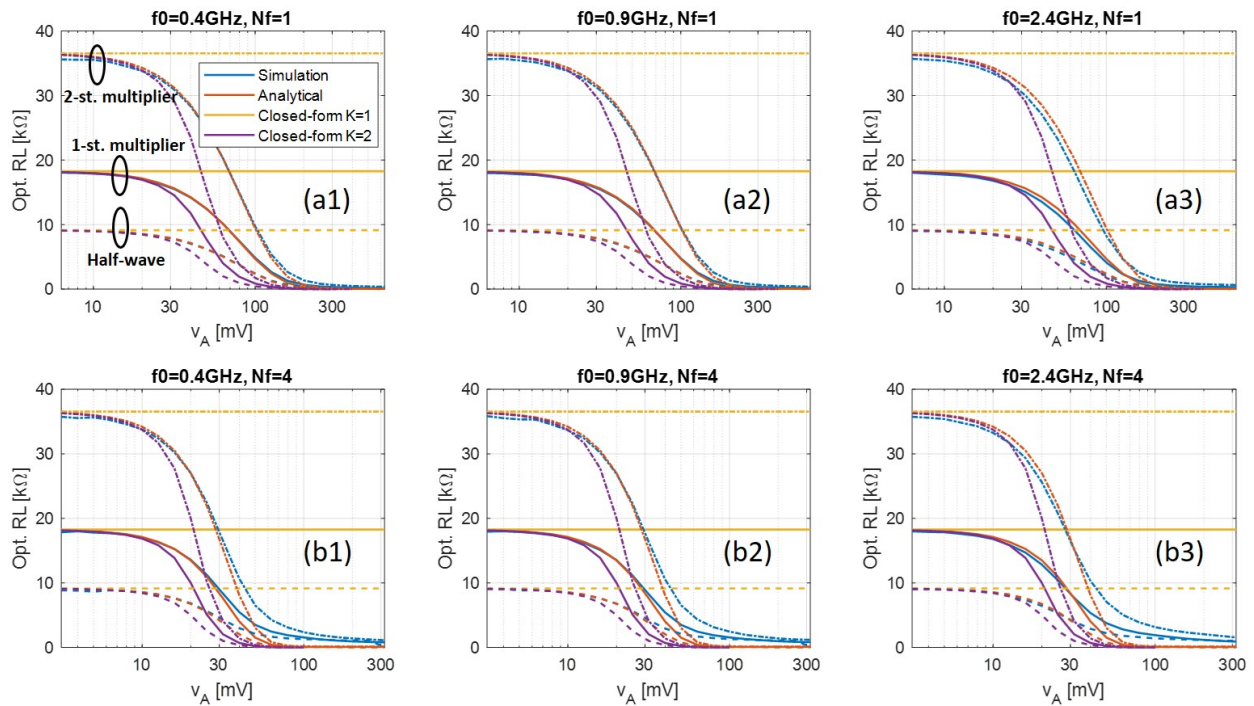 f0=0.4GHz, Nf=1
40
30
20
10
0
Opt. RL [kΩ]
2-st. multiplier
1-st. multiplier
Half-wave
Simulation
Analytical
Closed-form K=1
Closed-form K=2
(a1)
10 30 100 300
v_A [mV]
f0=0.9GHz, Nf=1
40
30
20
10
0
Opt. RL [kΩ]
(a2)
10 30 100 300
v_A [mV]
f0=2.4GHz, Nf=1
40
30
20
10
0
Opt. RL [kΩ]
(a3)
10 30 100 300
v_A [mV]
f0=0.4GHz, Nf=4
40
30
20
10
0
Opt. RL [kΩ]
(b1)
10 30 100 300
v_A [mV]
f0=0.9GHz, Nf=4
40
30
20
10
0
Opt. RL [kΩ]
(b2)
10 30 100 300
v_A [mV]
f0=2.4GHz, Nf=4
40
30
20
10
0
Opt. RL [kΩ]
(b3)
10 30 100 300
v_A [mV]